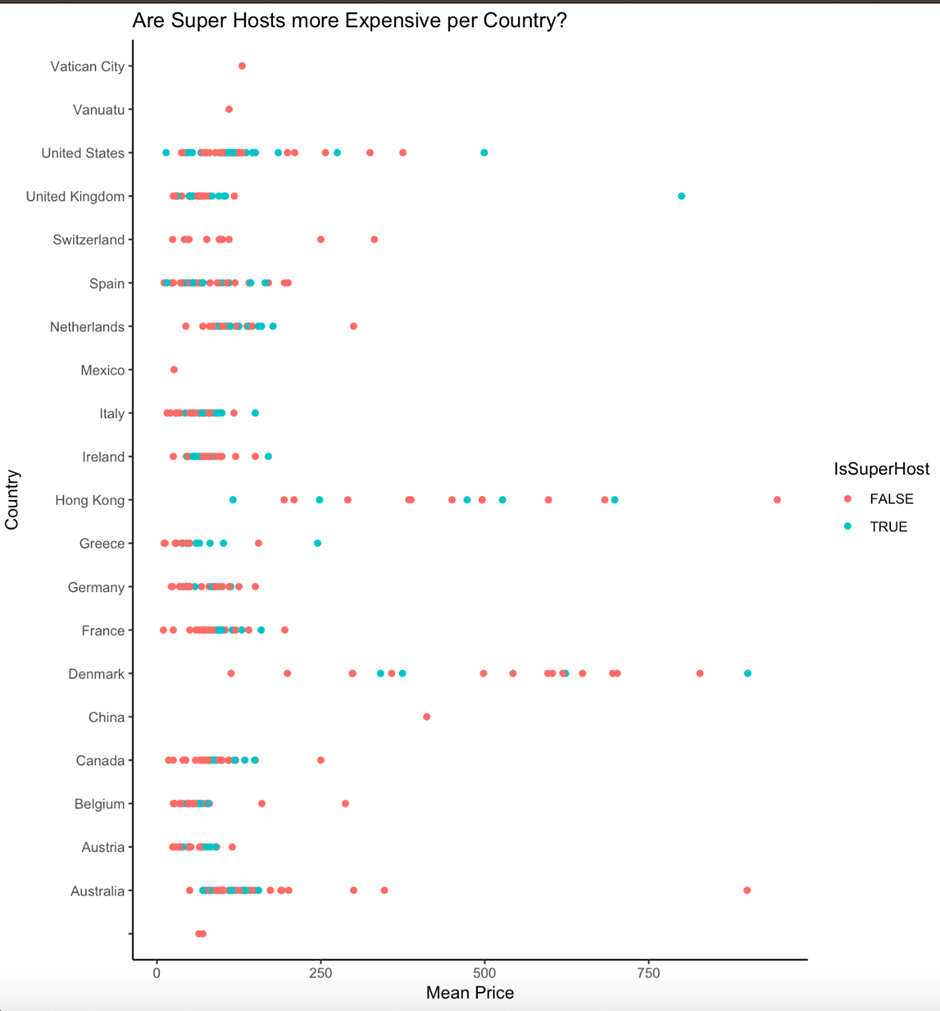 Are Super Hosts more Expensive per Country?
Vatican City
Vanuatu
United States
United Kingdom
Switzerland
Spain
Netherlands
Mexico
Italy
Ireland
Hong Kong
Greece
Germany
France
Denmark
China
Canada
Belgium
Austria
Australia
Country
0 250 500 750
Mean Price
IsSuperHost
FALSE
TRUE